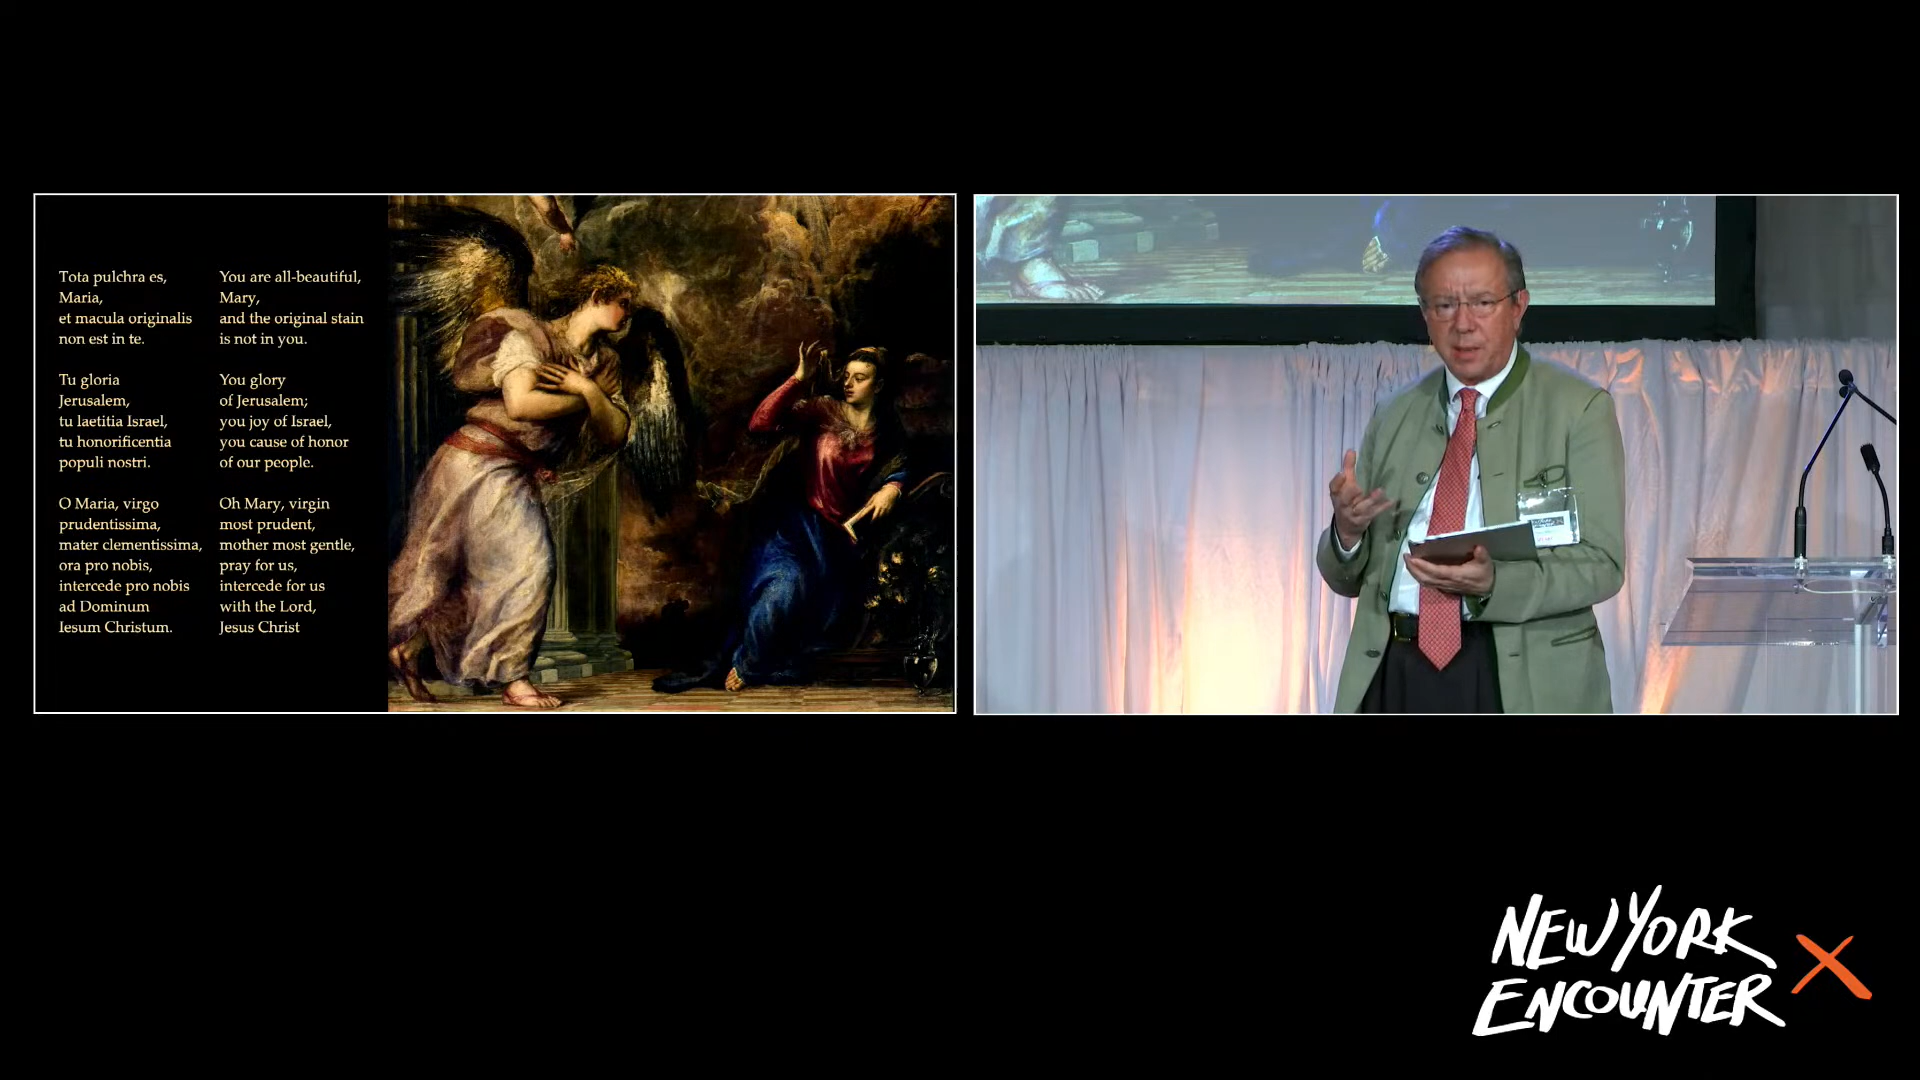 Tota pulchra es,
Maria,
et macula originalis
non est in te.
Tu gloria
Jerusalem,
tu laetitia Israel,
tu honorificentia
populi nostri.
O Maria, virgo
prudentissima,
mater clementissima,
ora pro nobis,
intercede pro nobis
ad Dominum
Iesum Christum.
You are all-beautiful,
Mary,
and the original stain
is not in you.
You glory
of Jerusalem;
you joy of Israel,
you cause of honor
of our people.
Oh Mary, virgin
most prudent,
mother most gentle,
pray for us,
intercede for us
with the Lord,
Jesus Christ
NEW YORK
ENCOUNTER